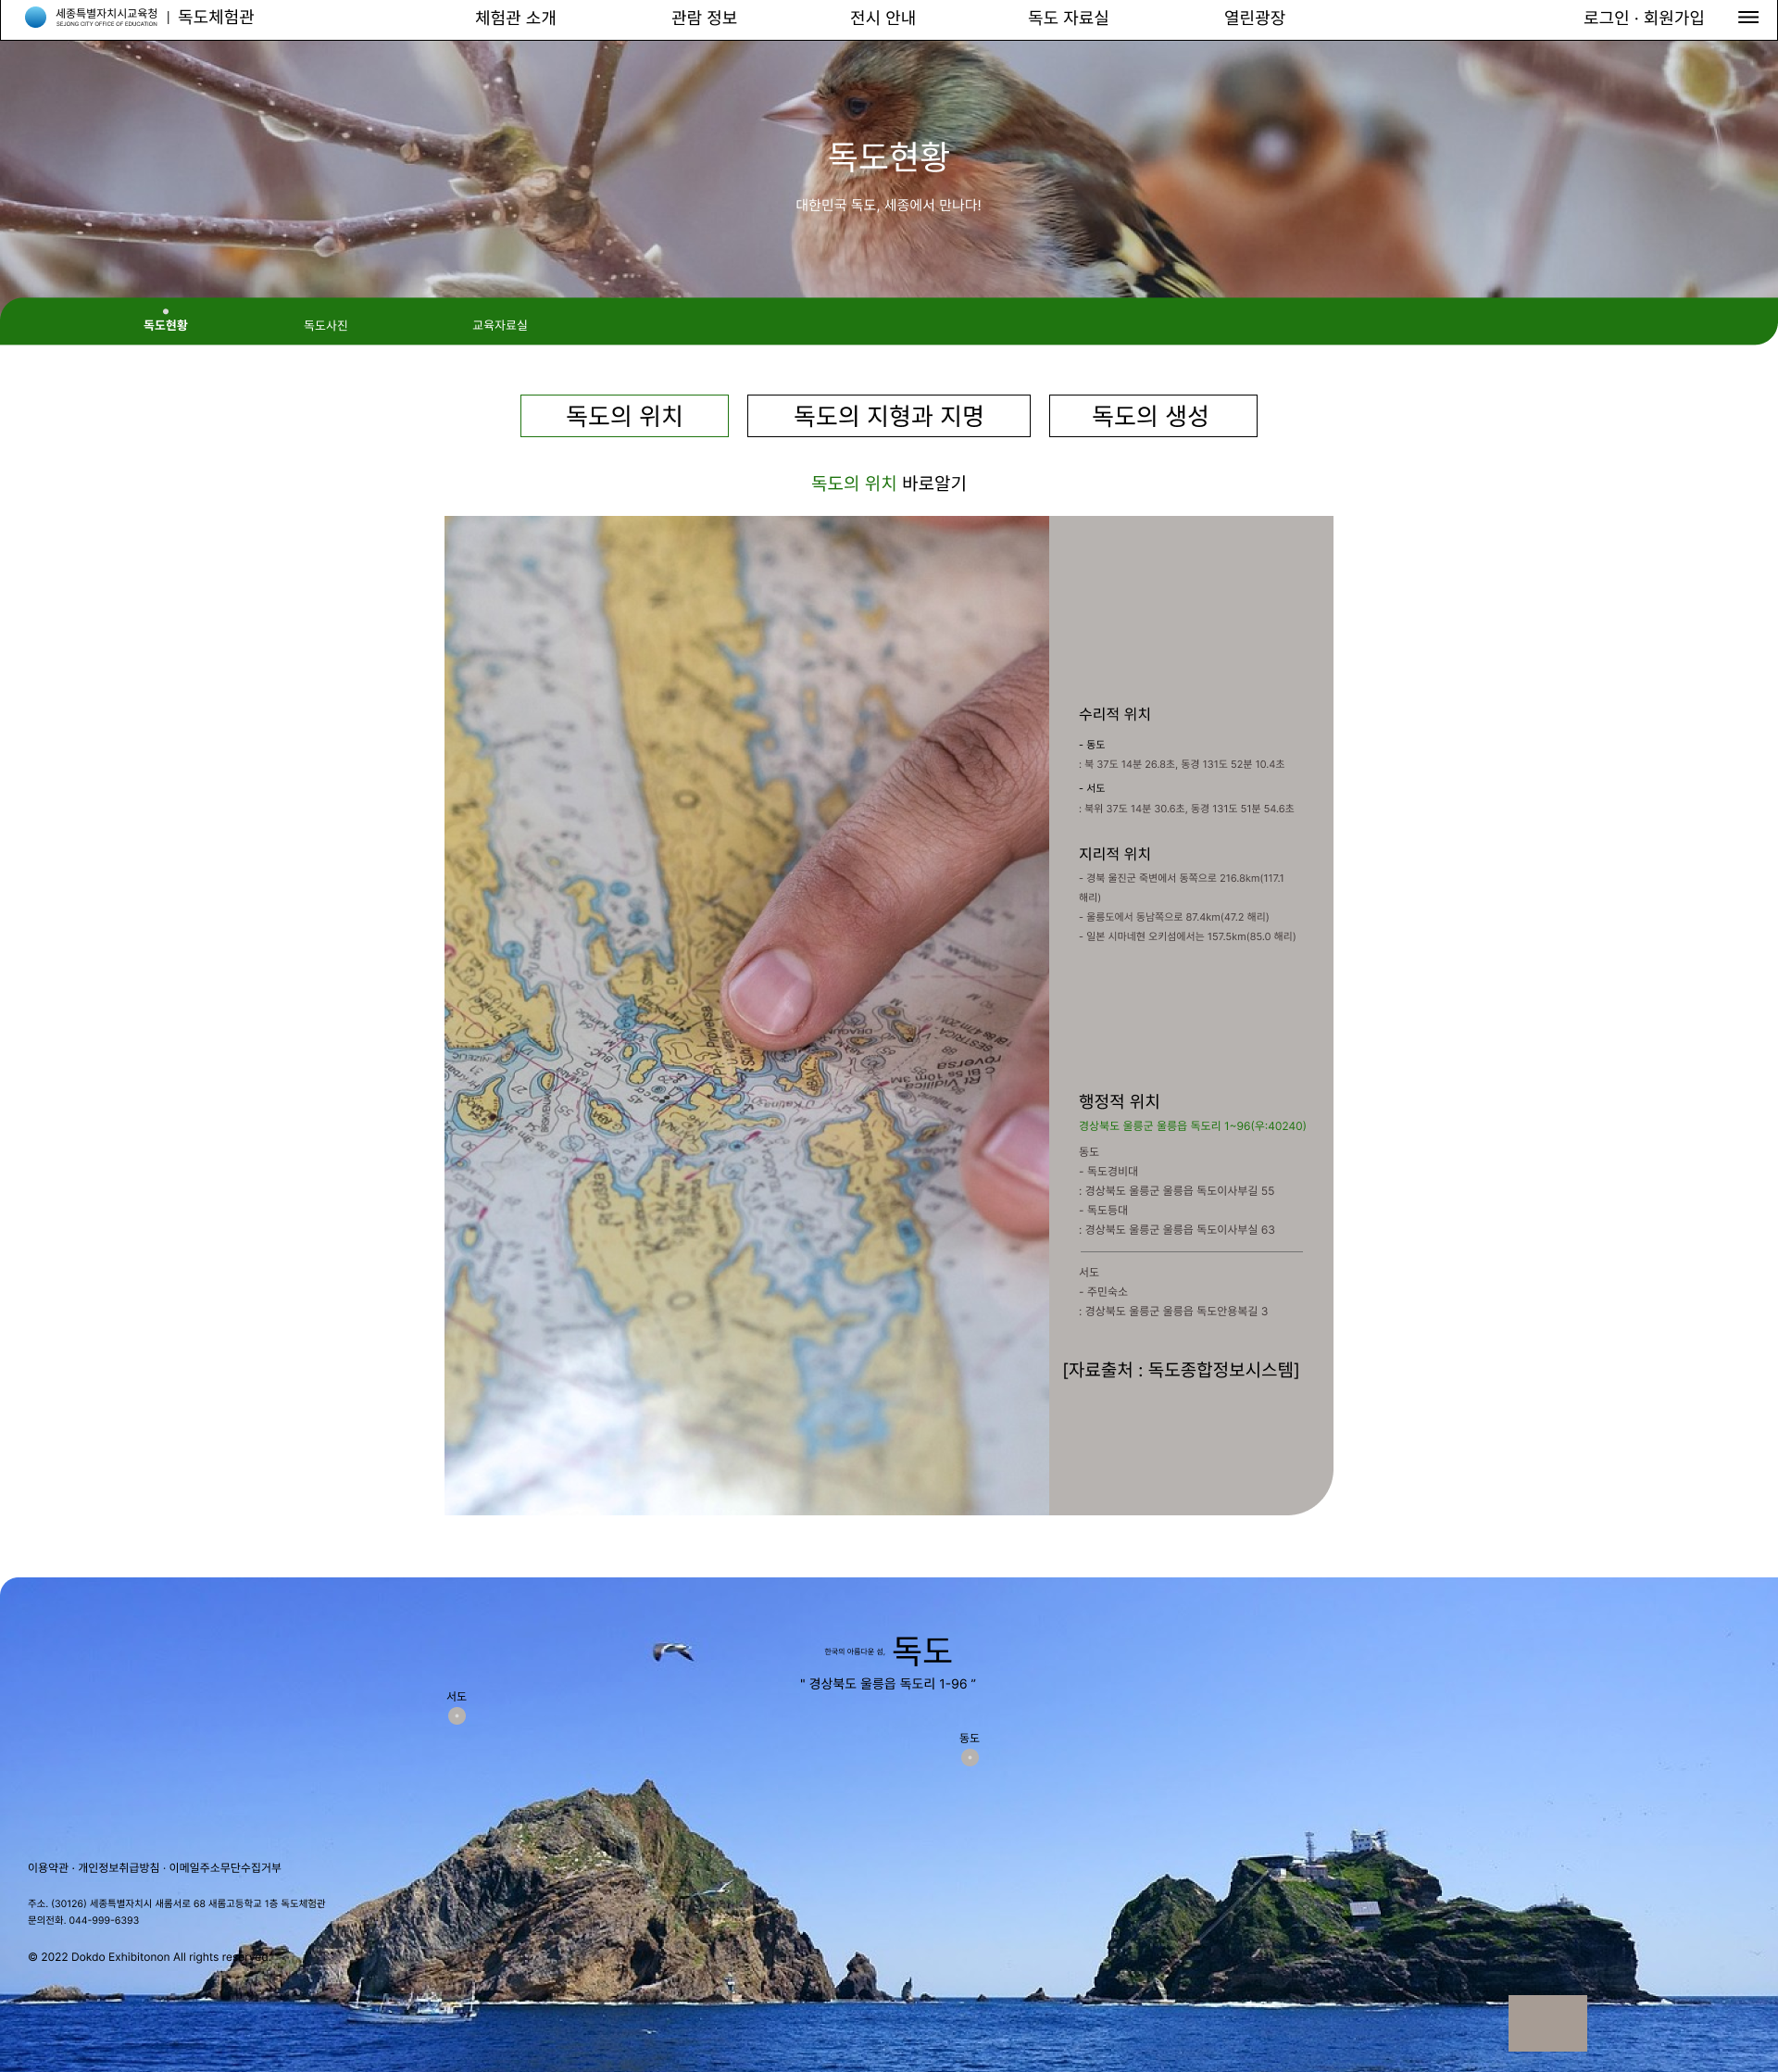 세종특별자치시교육청
SEJONG CITY OFFICE OF EDUCATION
| 독도체험관
체험관 소개
관람 정보
전시 안내
독도 자료실
열린광장
로그인 · 회원가입
독도현황
대한민국 독도, 세종에서 만나다!
독도현황
독도사진
교육자료실
독도의 위치
독도의 지형과 지명
독도의 생성
독도의 위치 바로알기
수리적 위치
- 동도
: 북 37도 14분 26.8초, 동경 131도 52분 10.4초
- 서도
: 북위 37도 14분 30.6초, 동경 131도 51분 54.6초
지리적 위치
- 경북 울진군 죽변에서 동쪽으로 216.8km(117.1
해리)
- 울릉도에서 동남쪽으로 87.4km(47.2 해리)
- 일본 시마네현 오키섬에서는 157.5km(85.0 해리)
행정적 위치
경상북도 울릉군 울릉읍 독도리 1~96(우:40240)
동도
- 독도경비대
: 경상북도 울릉군 울릉읍 독도이사부길 55
- 독도등대
: 경상북도 울릉군 울릉읍 독도이사부실 63
서도
- 주민숙소
: 경상북도 울릉군 울릉읍 독도안용복길 3
[자료출처 : 독도종합정보시스템]
한국의 아름다운 섬, 독도
" 경상북도 울릉읍 독도리 1-96 "
서도
동도
이용약관 · 개인정보취급방침 · 이메일주소무단수집거부
주소. (30126) 세종특별자치시 새롬서로 68 새롬고등학교 1층 독도체험관
문의전화. 044-999-6393
© 2022 Dokdo Exhibitonon All rights reserved